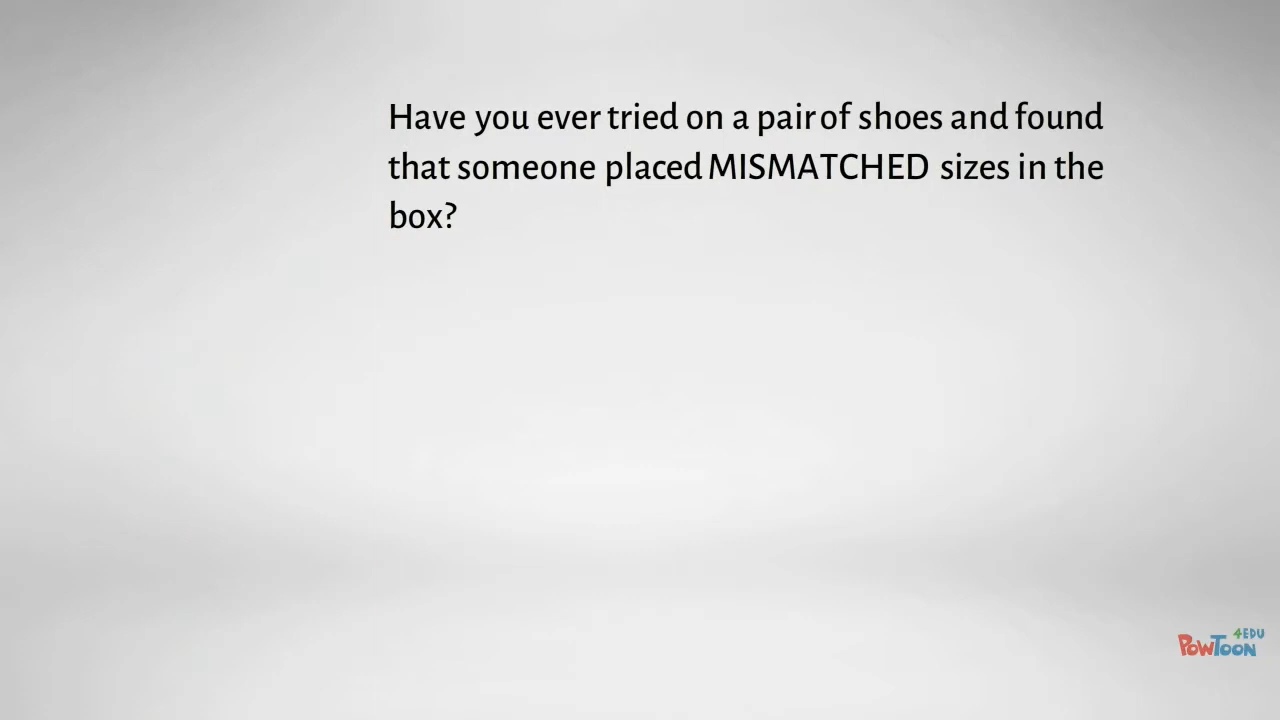 Have you ever tried on a pair of shoes and found
that someone placed MISMATCHED sizes in the
box?
4EDU
POWTOON